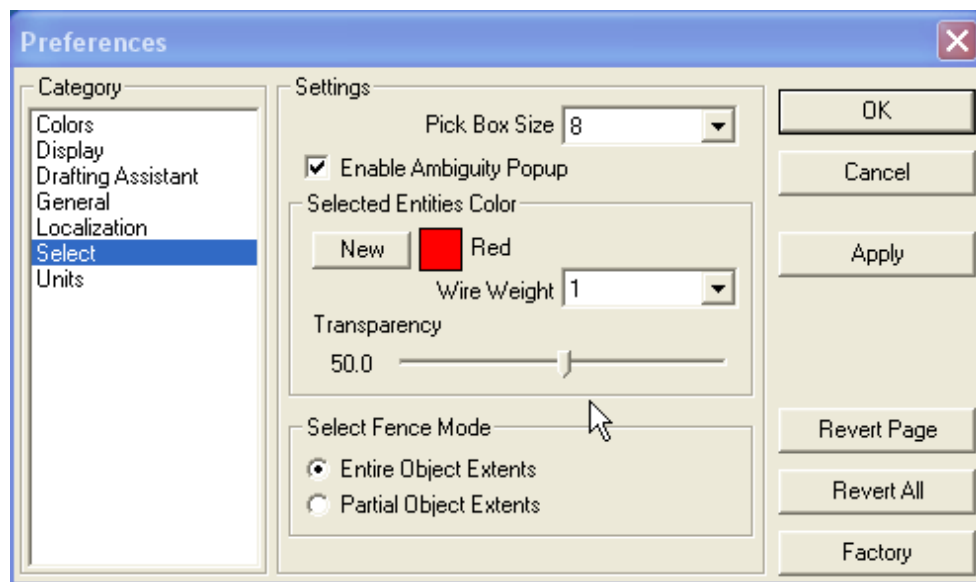 Preferences
Category
Colors
Display
Drafting Assistant
General
Localization
Select
Units
Settings
Pick Box Size 8
Enable Ambiguity Popup
Selected Entities Color
New Red
Wire Weight 1
Transparency
50.0
Select Fence Mode
Entire Object Extents
Partial Object Extents
OK
Cancel
Apply
Revert Page
Revert All
Factory